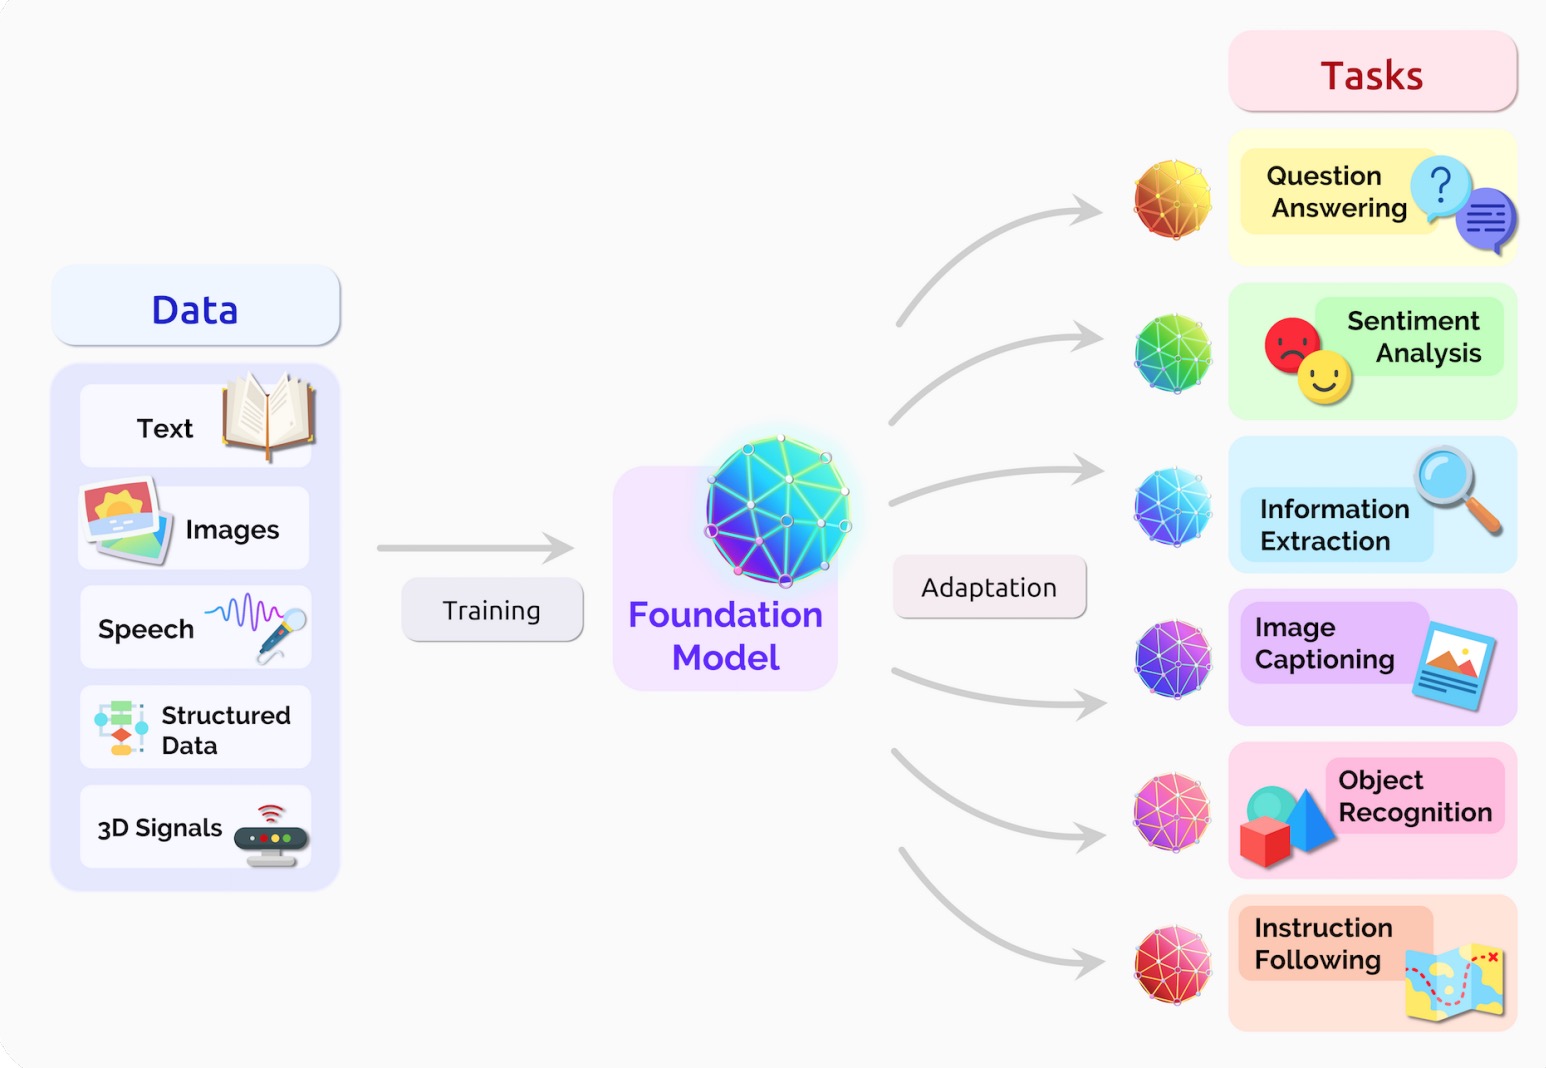 Data
Text
Images
Speech
Structured
Data
3D Signals
Training
Foundation
Model
Adaptation
Tasks
Question
Answering
?
Sentiment
Analysis
Information
Extraction
Image
Captioning
Object
Recognition
Instruction
Following